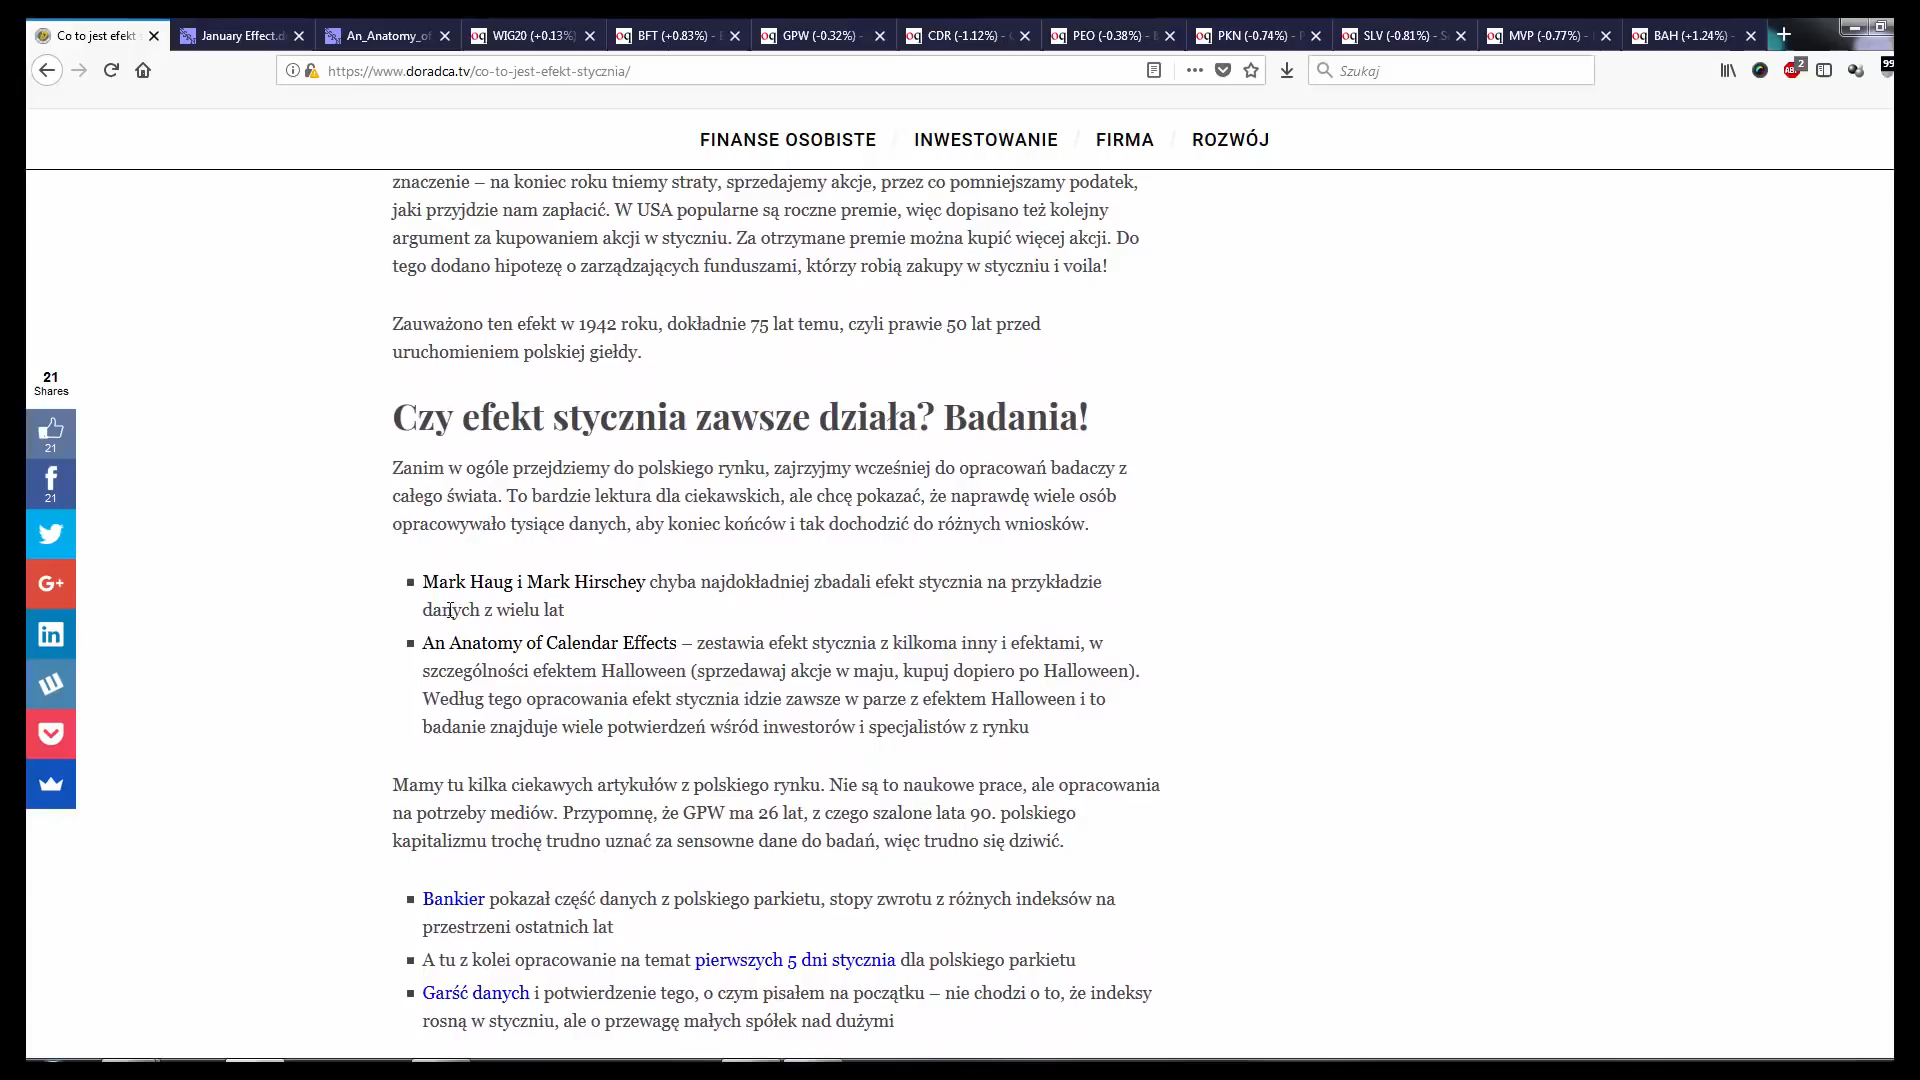 Co to jest efekt s
January Effect.d
An_Anatomy_of
WIG20 (+0.13%)
BFT (+0.83%) - E
GPW (-0.32%) -
CDR (-1.12%) -
PEO (-0.38%) - B
PKN (-0.74%) - P
SLV (-0.81%) - S
MVP (-0.77%) -
BAH (+1.24%) -
https://www.doradca.tv/co-to-jest-efekt-stycznia/
Szukaj
ABP
2
99
FINANSE OSOBISTE
INWESTOWANIE
FIRMA
ROZWÓJ
znaczenie – na koniec roku tniemy straty, sprzedajemy akcje, przez co pomniejszamy podatek,
jaki przyjdzie nam zapłacić. W USA popularne są roczne premie, więc dopisano też kolejny
argument za kupowaniem akcji w styczniu. Za otrzymane premie można kupić więcej akcji. Do
tego dodano hipotezę o zarządzających funduszami, którzy robią zakupy w styczniu i voila!
Zauważono ten efekt w 1942 roku, dokładnie 75 lat temu, czyli prawie 50 lat przed
uruchomieniem polskiej giełdy.
21
Shares
21
21
Czy efekt stycznia zawsze działa? Badania!
Zanim w ogóle przejdziemy do polskiego rynku, zajrzyjmy wcześniej do opracowań badaczy z
całego świata. To bardzie lektura dla ciekawskich, ale chcę pokazać, że naprawdę wiele osób
opracowywało tysiące danych, aby koniec końców i tak dochodzić do różnych wniosków.
Mark Haug i Mark Hirschey chyba najdokładniej zbadali efekt stycznia na przykładzie
danych z wielu lat
An Anatomy of Calendar Effects – zestawia efekt stycznia z kilkoma inny i efektami, w
szczególności efektem Halloween (sprzedawaj akcje w maju, kupuj dopiero po Halloween).
Według tego opracowania efekt stycznia idzie zawsze w parze z efektem Halloween i to
badanie znajduje wiele potwierdzeń wśród inwestorów i specjalistów z rynku
Mamy tu kilka ciekawych artykułów z polskiego rynku. Nie są to naukowe prace, ale opracowania
na potrzeby mediów. Przypomnę, że GPW ma 26 lat, z czego szalone lata 90. polskiego
kapitalizmu trochę trudno uznać za sensowne dane do badań, więc trudno się dziwić.
Bankier pokazał część danych z polskiego parkietu, stopy zwrotu z różnych indeksów na
przestrzeni ostatnich lat
A tu z kolei opracowanie na temat pierwszych 5 dni stycznia dla polskiego parkietu
Garść danych i potwierdzenie tego, o czym pisałem na początku – nie chodzi o to, że indeksy
rosną w styczniu, ale o przewagę małych spółek nad dużymi